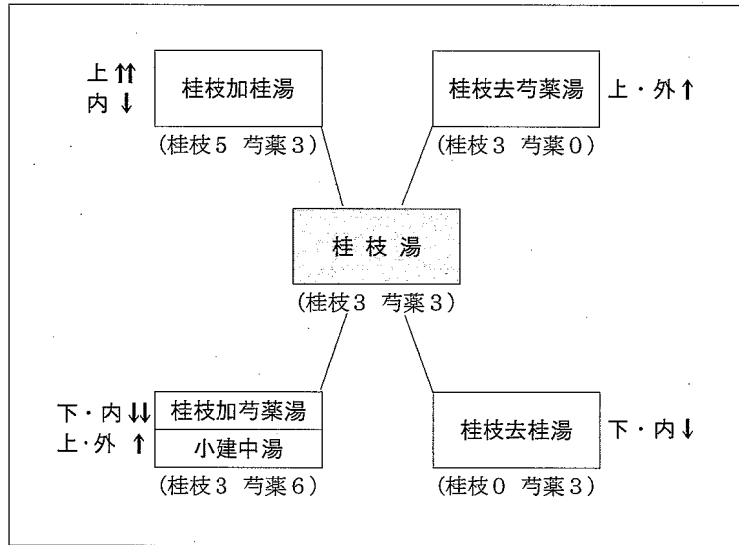 上⇈
内↓
桂枝加桂湯
(桂枝5 芍薬3)
桂枝去芍薬湯
上・外↑
(桂枝3 芍薬0)
桂枝湯
(桂枝3 芍薬3)
下・内⇊
上・外 ↑
桂枝加芍薬湯
小建中湯
(桂枝3 芍薬6)
桂枝去桂湯
下・内↓
(桂枝0 芍薬3)